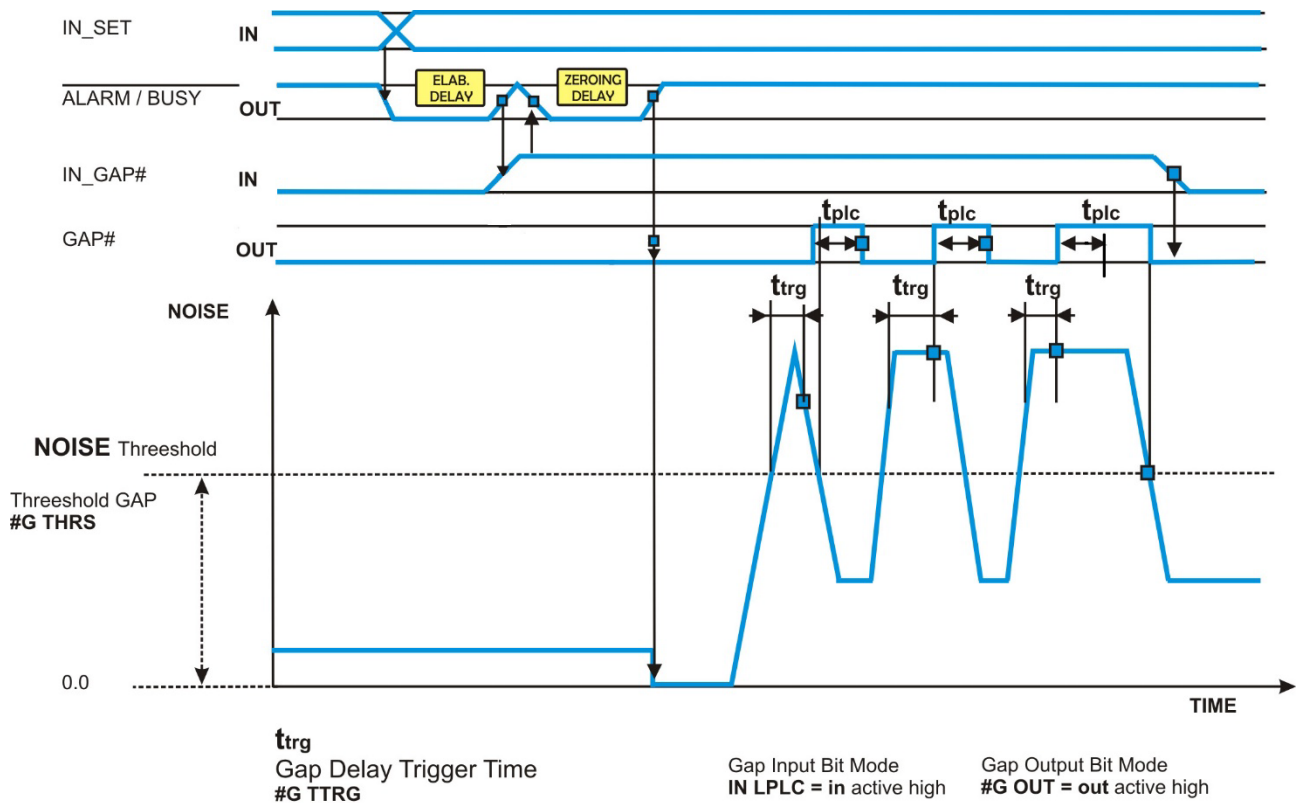 IN_SET
IN
ALARM / BUSY
OUT
ELAB. DELAY
ZEROING DELAY
IN_GAP#
IN
GAP#
OUT
tplc
tplc
tplc
ttrg
ttrg
ttrg
NOISE
NOISE Threeshold
Threeshold GAP
#G THRS
0.0
TIME
ttrg
Gap Delay Trigger Time
#G TTRG
Gap Input Bit Mode
IN LPLC = in active high
Gap Output Bit Mode
#G OUT = out active high